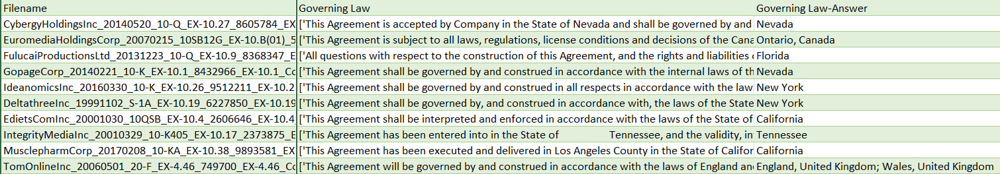 Filename Governing Law Governing Law-Answer
CybergyHoldingsInc_20140520_10-Q_EX-10.27_8605784_EX ['This Agreement is accepted by Company in the State of Nevada and shall be governed by and Nevada
EuromediaHoldingsCorp_20070215_10SB12G_EX-10.B(01)_5 ['This Agreement is subject to all laws, regulations, license conditions and decisions of the Cana Ontario, Canada
FulucaiProductionsLtd_20131223_10-Q_EX-10.9_8368347_E ['All questions with respect to the construction of this Agreement, and the rights and liabilities Florida
GopageCorp_20140221_10-K_EX-10.1_8432966_EX-10.1_Co ['This Agreement shall be governed by and construed in accordance with the internal laws of th Nevada
IdeanomicsInc_20160330_10-K_EX-10.26_9512211_EX-10.2 ['This Agreement shall be governed by and construed in all respects in accordance with the law New York
DeltathreeInc_19991102_S-1A_EX-10.19_6227850_EX-10.19 ['This Agreement shall be governed by, and construed in accordance with, the laws of the State New York
EdietsComInc_20001030_10QSB_EX-10.4_2606646_EX-10.4 ['This Agreement shall be interpreted and enforced in accordance with the laws of the State of California
IntegrityMediaInc_20010329_10-K405_EX-10.17_2373875_E ['This Agreement has been entered into in the State of Tennessee, and the validity, in Tennessee
MusclepharmCorp_20170208_10-KA_EX-10.38_9893581_EX ['This Agreement has been executed and delivered in Los Angeles County in the State of Califor California
TomOnlineInc_20060501_20-F_EX-4.46_749700_EX-4.46_Co ['This Agreement will be governed by and construed in accordance with the laws of England an England, United Kingdom; Wales, United Kingdom